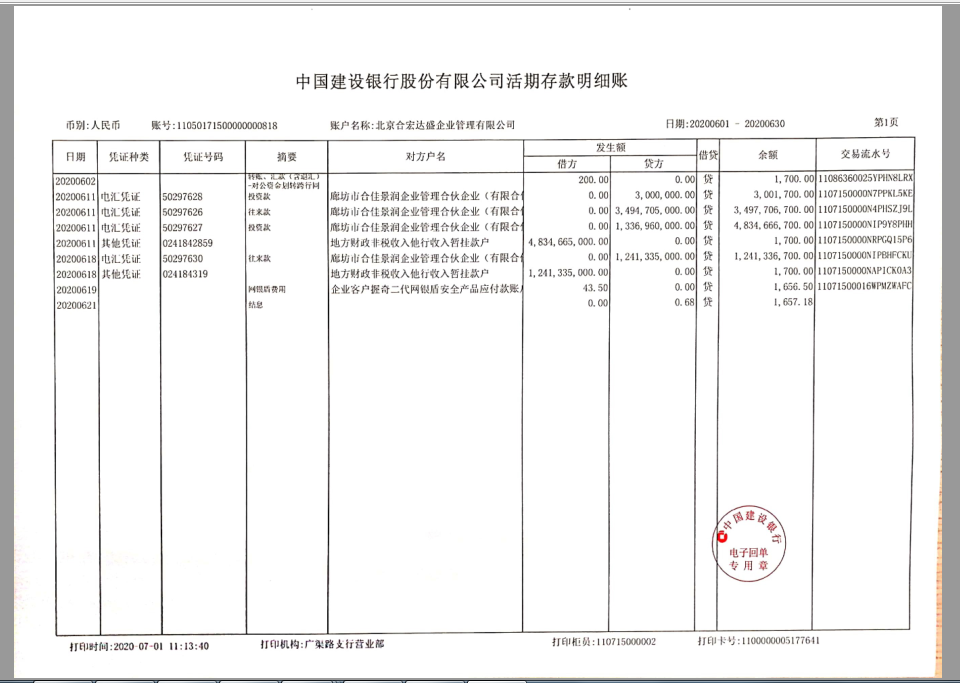 中国建设银行股份有限公司活期存款明细账
币别:人民币 账号:11050171500000000818 账户名称:北京合宏达盛企业管理有限公司 日期:20200601 - 20200630 第1页
日期 凭证种类 凭证号码 摘要 对方户名 发生额 借贷 余额 交易流水号
借方 贷方
20200602 转账、汇款(含退汇)-对公资金划转跨行同 200.00 0.00 贷 1,700.00 11086360025YPHN8LRX
20200611 电汇凭证 50297628 投资款 廊坊市合佳景润企业管理合伙企业（有限合 0.00 3,000,000.00 贷 3,001,700.00 1107150000N7PPKL5KE
20200611 电汇凭证 50297626 往来款 廊坊市合佳景润企业管理合伙企业（有限合 0.00 3,494,705,000.00 贷 3,497,706,700.00 1107150000N4PHSZJ9L
20200611 电汇凭证 50297627 投资款 廊坊市合佳景润企业管理合伙企业（有限合 0.00 1,336,960,000.00 贷 4,834,666,700.00 1107150000NIP9Y8PHH
20200611 其他凭证 0241842859 地方财政非税收入他行收入暂挂款户 4,834,665,000.00 0.00 贷 1,700.00 1107150000NRPGQ15P6
20200618 电汇凭证 50297630 往来款 廊坊市合佳景润企业管理合伙企业（有限合 0.00 1,241,335,000.00 贷 1,241,336,700.00 1107150000NIPBHFCKU
20200618 其他凭证 024184319 地方财政非税收入他行收入暂挂款户 1,241,335,000.00 0.00 贷 1,700.00 1107150000NAP1CK0A3
20200619 网银盾费用 企业客户握奇二代网银盾安全产品应付款账 43.50 0.00 贷 1,656.50 11071500016WPMZWAFC
20200621 结息 0.00 0.68 贷 1,657.18
中国建设银行
电子回单
专用章
打印时间:2020-07-01 11:13:40 打印机构:广渠路支行营业部 打印柜员:110715000002 打印卡号:1100000005177641